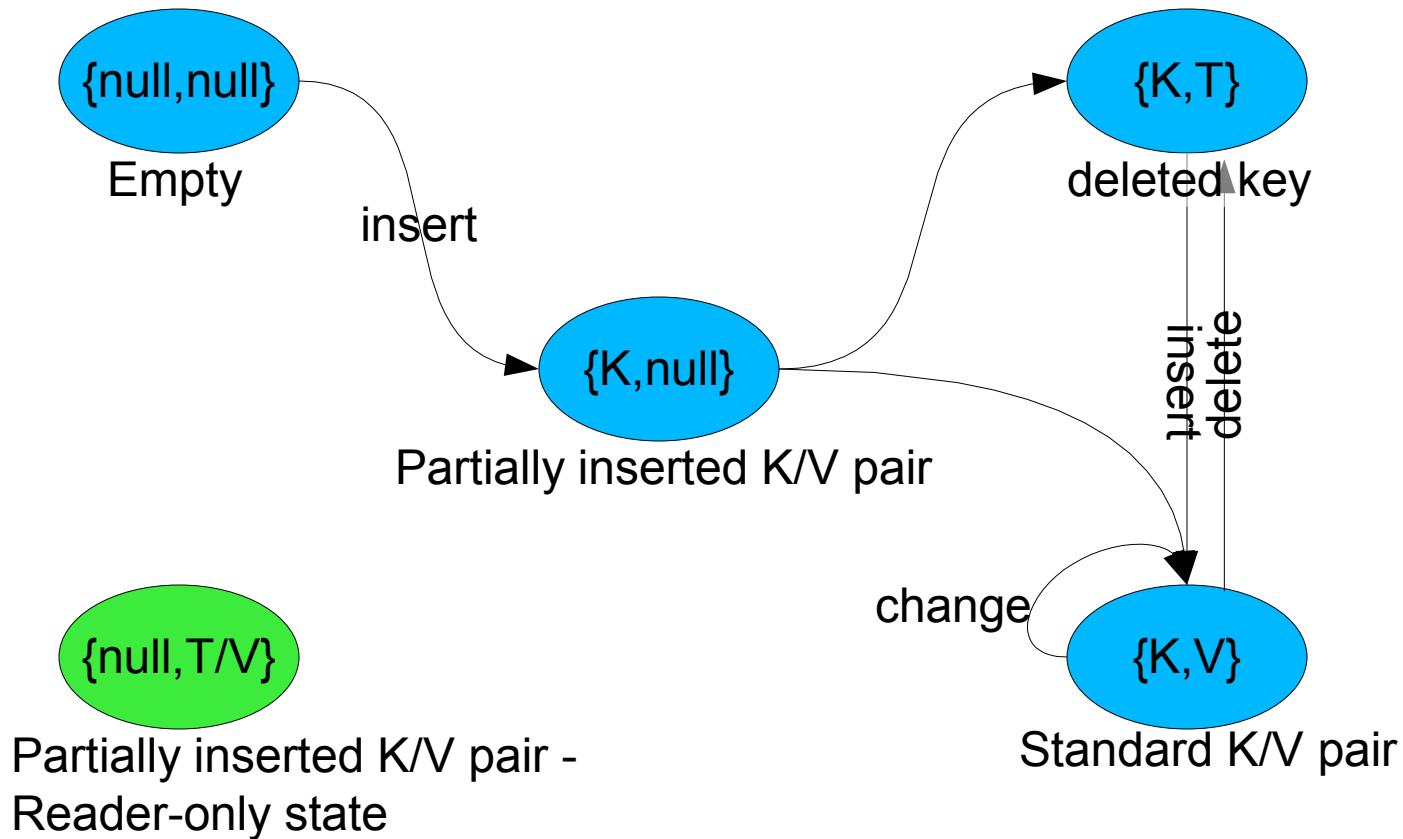 {null,null}
Empty
{K,T}
deleted key
insert
{K,null}
Partially inserted K/V pair
insert
delete
change
{null,T/V}
Partially inserted K/V pair -
Reader-only state
{K,V}
Standard K/V pair